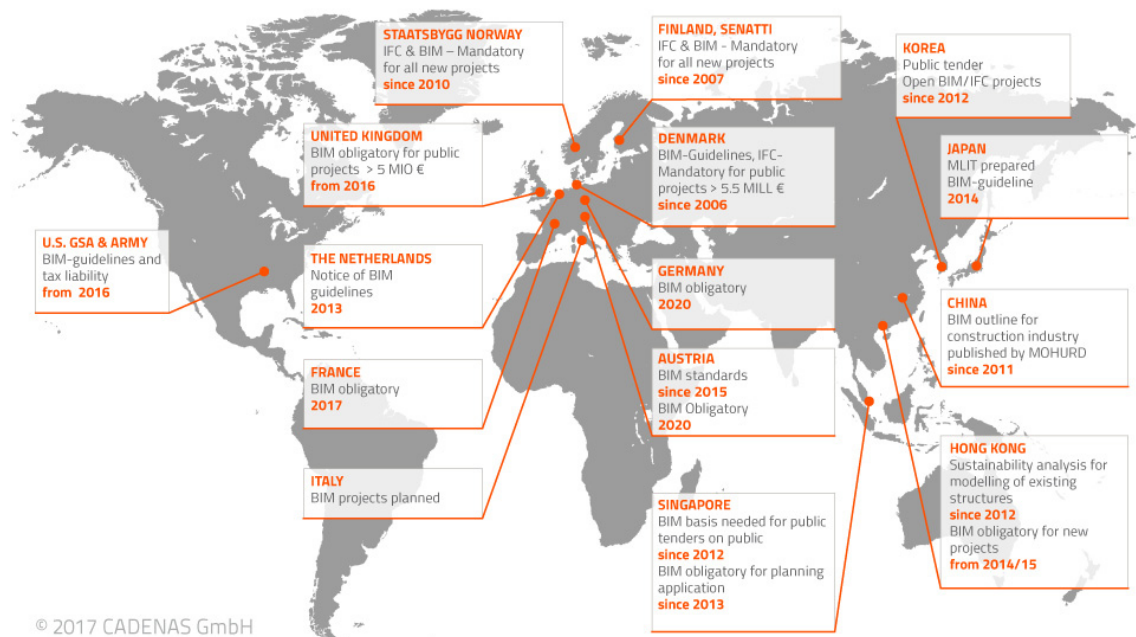 STAATSBYGG NORWAY
IFC & BIM – Mandatory
for all new projects
since 2010
FINLAND, SENATTI
IFC & BIM - Mandatory
for all new projects
since 2007
KOREA
Public tender
Open BIM/IFC projects
since 2012
UNITED KINGDOM
BIM obligatory for public
projects > 5 MIO €
from 2016
DENMARK
BIM-Guidelines, IFC-
Mandatory for public
projects > 5.5 MILL €
since 2006
JAPAN
MLIT prepared
BIM-guideline
2014
U.S. GSA & ARMY
BIM-guidelines and
tax liability
from 2016
THE NETHERLANDS
Notice of BIM
guidelines
2013
GERMANY
BIM obligatory
2020
CHINA
BIM outline for
construction industry
published by MOHURD
since 2011
FRANCE
BIM obligatory
2017
AUSTRIA
BIM standards
since 2015
BIM Obligatory
2020
ITALY
BIM projects planned
SINGAPORE
BIM basis needed for public
tenders on public
since 2012
BIM obligatory for planning
application
since 2013
HONG KONG
Sustainability analysis for
modelling of existing
structures
since 2012
BIM obligatory for new
projects
from 2014/15
© 2017 CADENAS GmbH